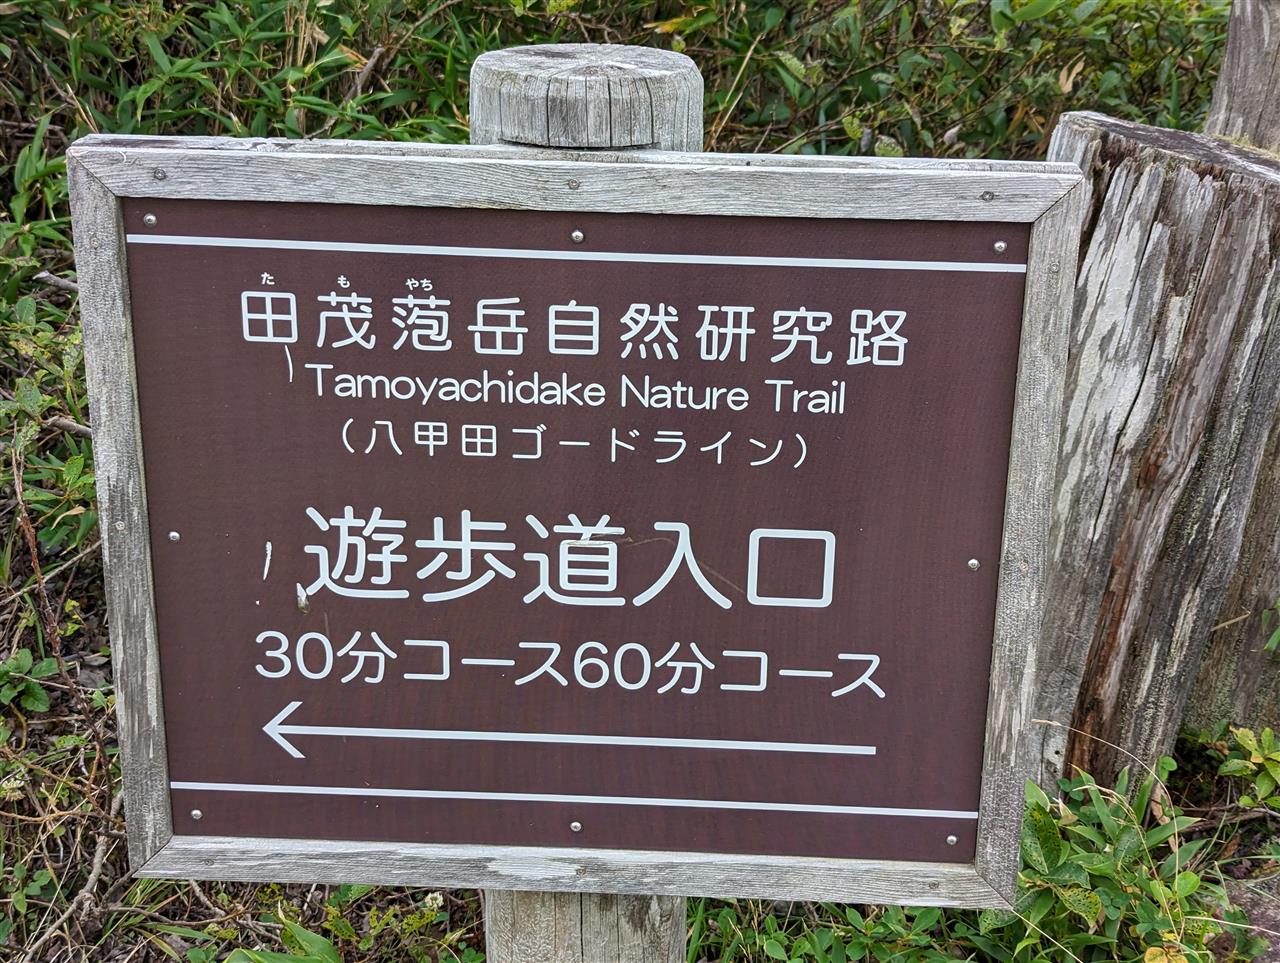 た も やち
田茂萢岳自然研究路
Tamoyachidake Nature Trail
（八甲田ゴードライン）
遊歩道入口
30分コース60分コース